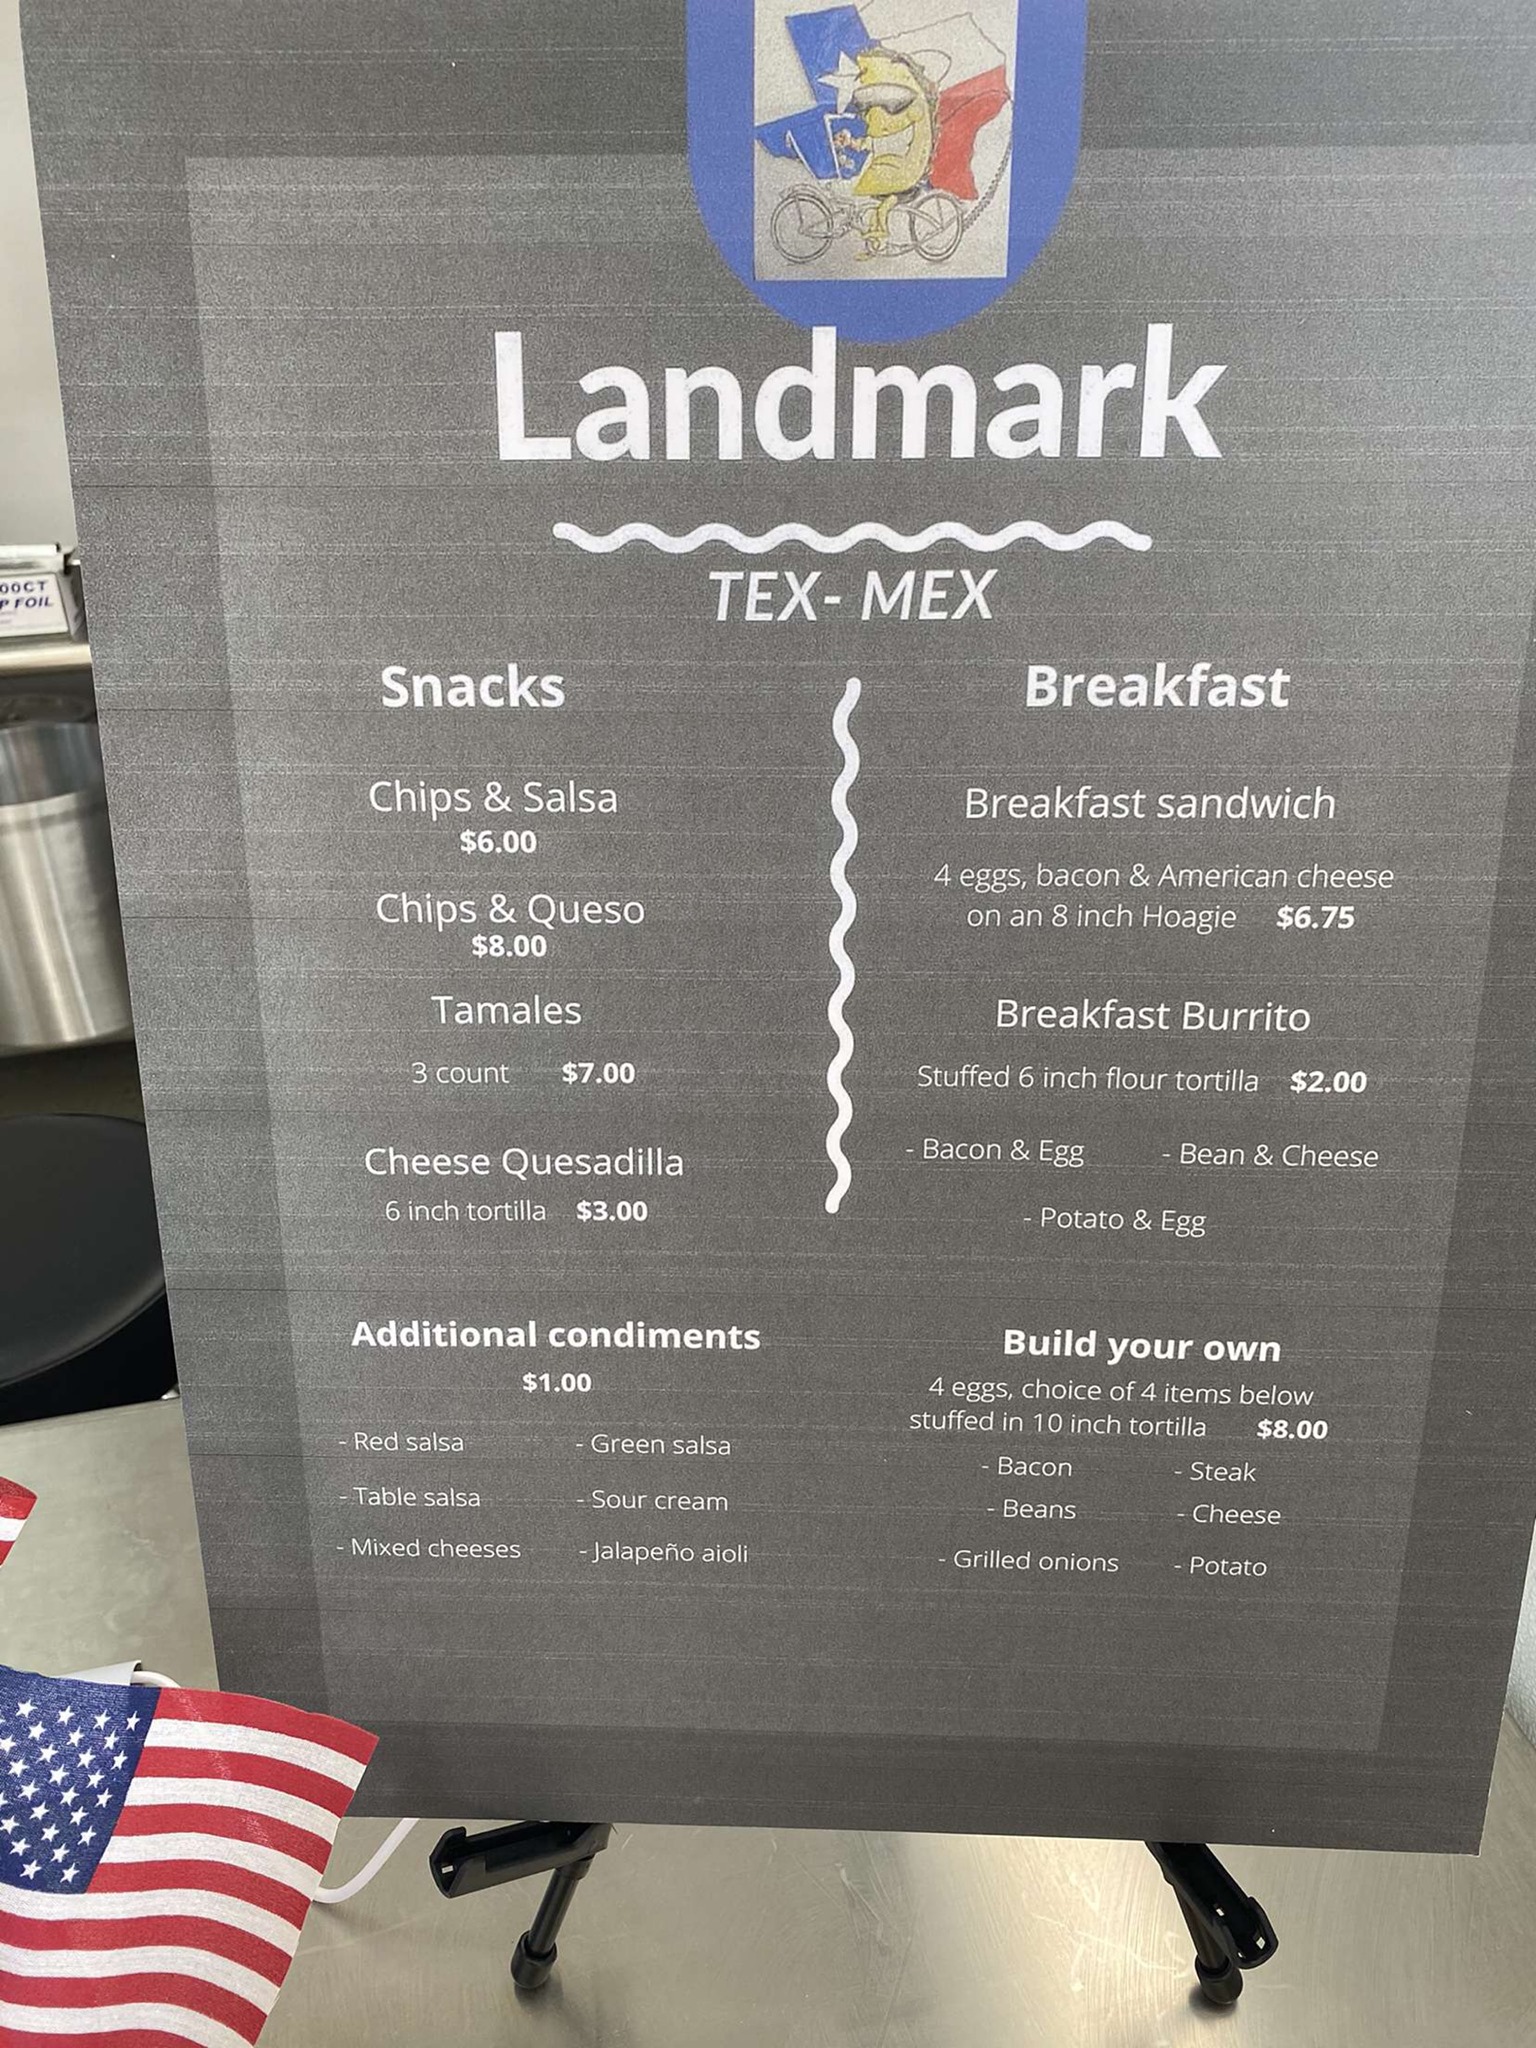 00CT
P FOIL
Landmark
TEX- MEX
Snacks
Chips & Salsa
$6.00
Chips & Queso
$8.00
Tamales
3 count $7.00
Cheese Quesadilla
6 inch tortilla $3.00
Breakfast
Breakfast sandwich
4 eggs, bacon & American cheese
on an 8 inch Hoagie $6.75
Breakfast Burrito
Stuffed 6 inch flour tortilla $2.00
- Bacon & Egg - Bean & Cheese
- Potato & Egg
Additional condiments
$1.00
- Red salsa - Green salsa
- Table salsa - Sour cream
- Mixed cheeses - Jalapeño aioli
Build your own
4 eggs, choice of 4 items below
stuffed in 10 inch tortilla $8.00
- Bacon - Steak
- Beans - Cheese
- Grilled onions - Potato